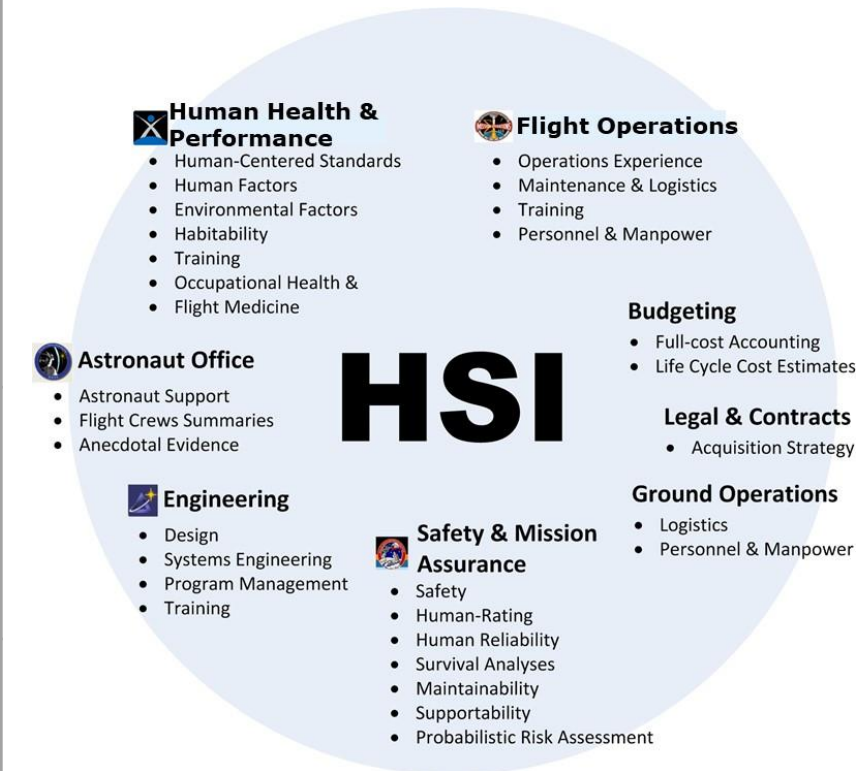 Human Health &
Performance
• Human-Centered Standards
• Human Factors
• Environmental Factors
• Habitability
• Training
• Occupational Health &
• Flight Medicine
Flight Operations
• Operations Experience
• Maintenance & Logistics
• Training
• Personnel & Manpower
Budgeting
• Full-cost Accounting
• Life Cycle Cost Estimates
Astronaut Office
• Astronaut Support
• Flight Crews Summaries
• Anecdotal Evidence
HSI
Legal & Contracts
• Acquisition Strategy
Engineering
• Design
• Systems Engineering
• Program Management
• Training
Safety & Mission
Assurance
• Safety
• Human-Rating
• Human Reliability
• Survival Analyses
• Maintainability
• Supportability
• Probabilistic Risk Assessment
Ground Operations
• Logistics
• Personnel & Manpower